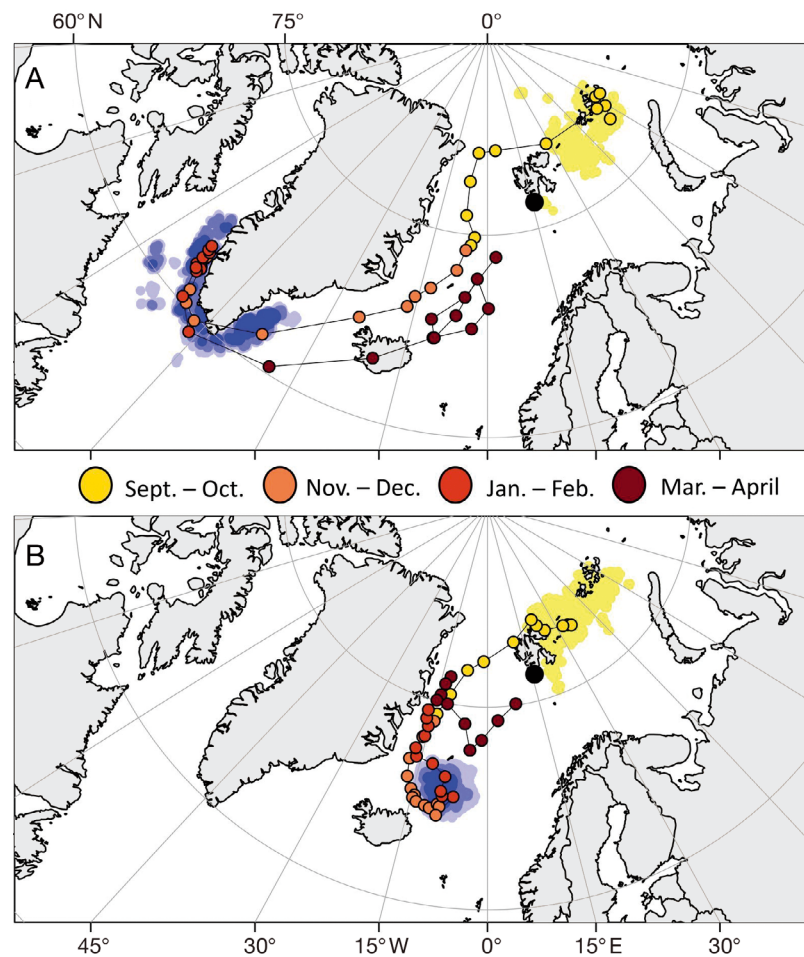 60°N 75° 0°
A
Sept. – Oct. Nov. – Dec. Jan. – Feb. Mar. – April
B
45° 30° 15°W 0° 15°E 30°